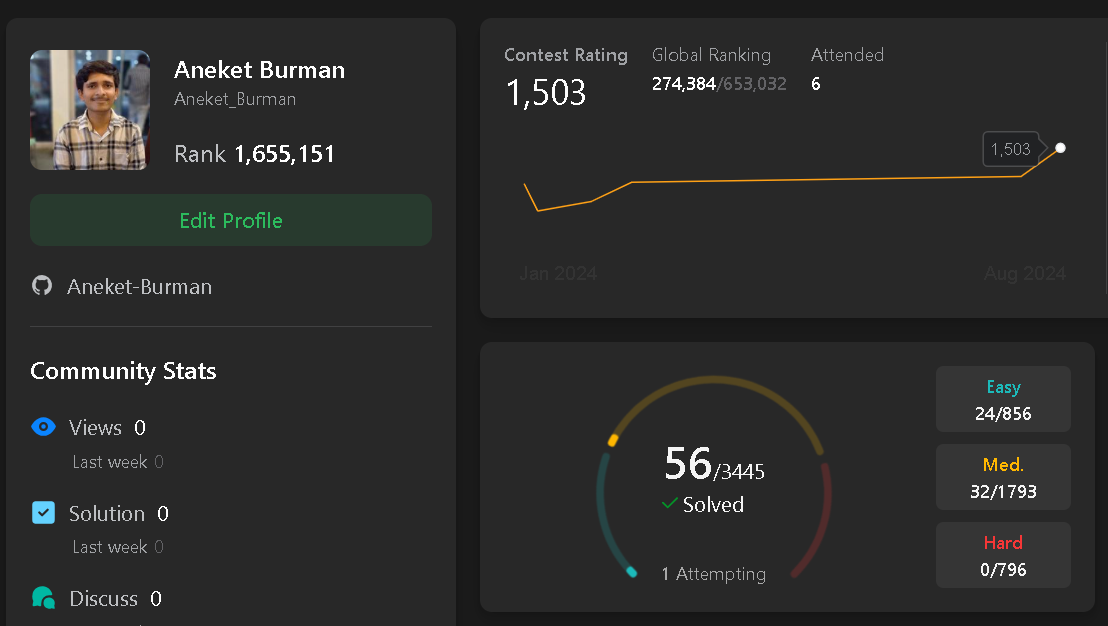 Aneket Burman
Aneket_Burman
Rank 1,655,151
Edit Profile
Aneket-Burman
Community Stats
Views 0
Last week 0
Solution 0
Last week 0
Discuss 0
Contest Rating
1,503
Global Ranking
274,384/653,032
Attended
6
1,503
Jan 2024
Aug 2024
56/3445
Solved
1 Attempting
Easy
24/856
Med.
32/1793
Hard
0/796